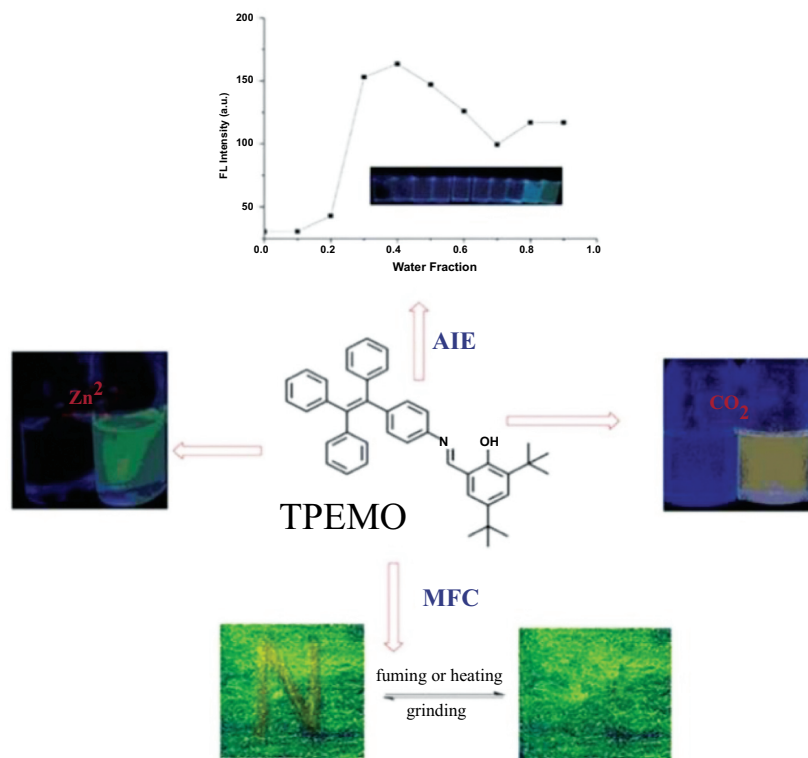 200
150
100
50
FL Intensity (a.u.)
0.0 0.2 0.4 0.6 0.8 1.0
Water Fraction
AIE
Zn2
CO2
N
OH
TPEMO
MFC
N
fuming or heating
grinding